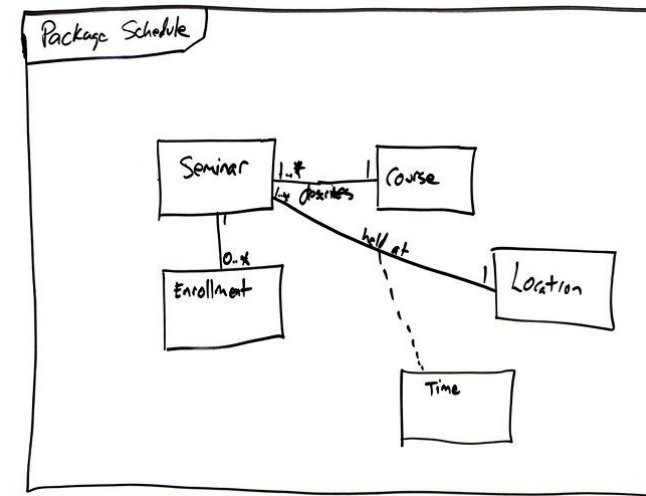 Package Schedule
Seminar
1..*
1
Course
describes
1..*
1
held at
0..*
Enrollment
1
Location
Time